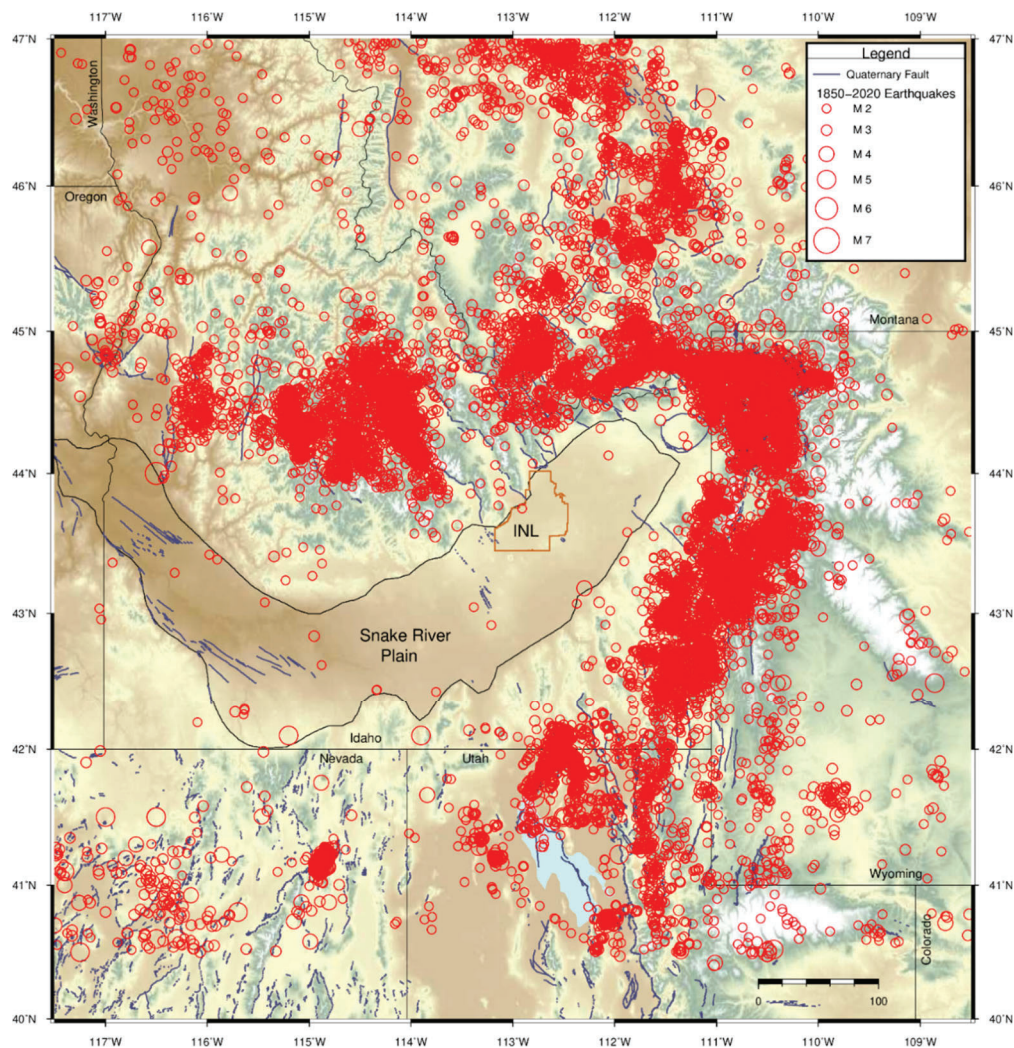 117°W 116°W 115°W 114°W 113°W 112°W 111°W 110°W 109°W
47°N 47°N
Legend
Quaternary Fault
1850–2020 Earthquakes
M 2
M 3
M 4
M 5
M 6
M 7
Washington
46°N 46°N
Oregon
45°N Montana 45°N
44°N 44°N
INL
43°N 43°N
Snake River
Plain
Idaho
42°N 42°N
Nevada Utah
41°N Wyoming 41°N
Colorado
0 100
40°N 40°N
117°W 116°W 115°W 114°W 113°W 112°W 111°W 110°W 109°W